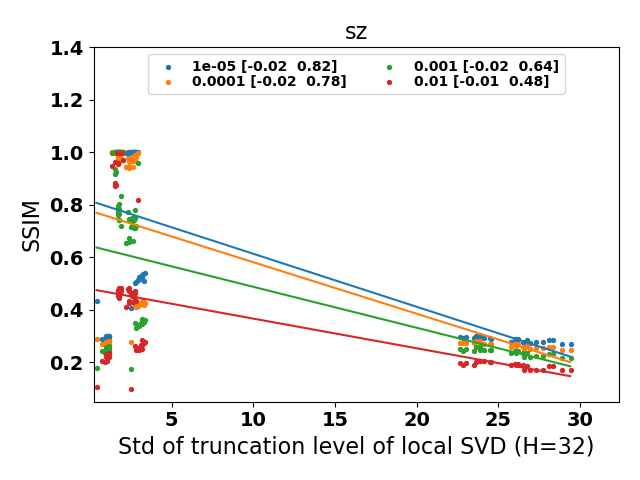 sz
1e-05 [-0.02  0.82]
0.0001 [-0.02  0.78]
0.001 [-0.02  0.64]
0.01 [-0.01  0.48]
1.4
1.2
1.0
0.8
0.6
0.4
0.2
SSIM
5 10 15 20 25 30
Std of truncation level of local SVD (H=32)